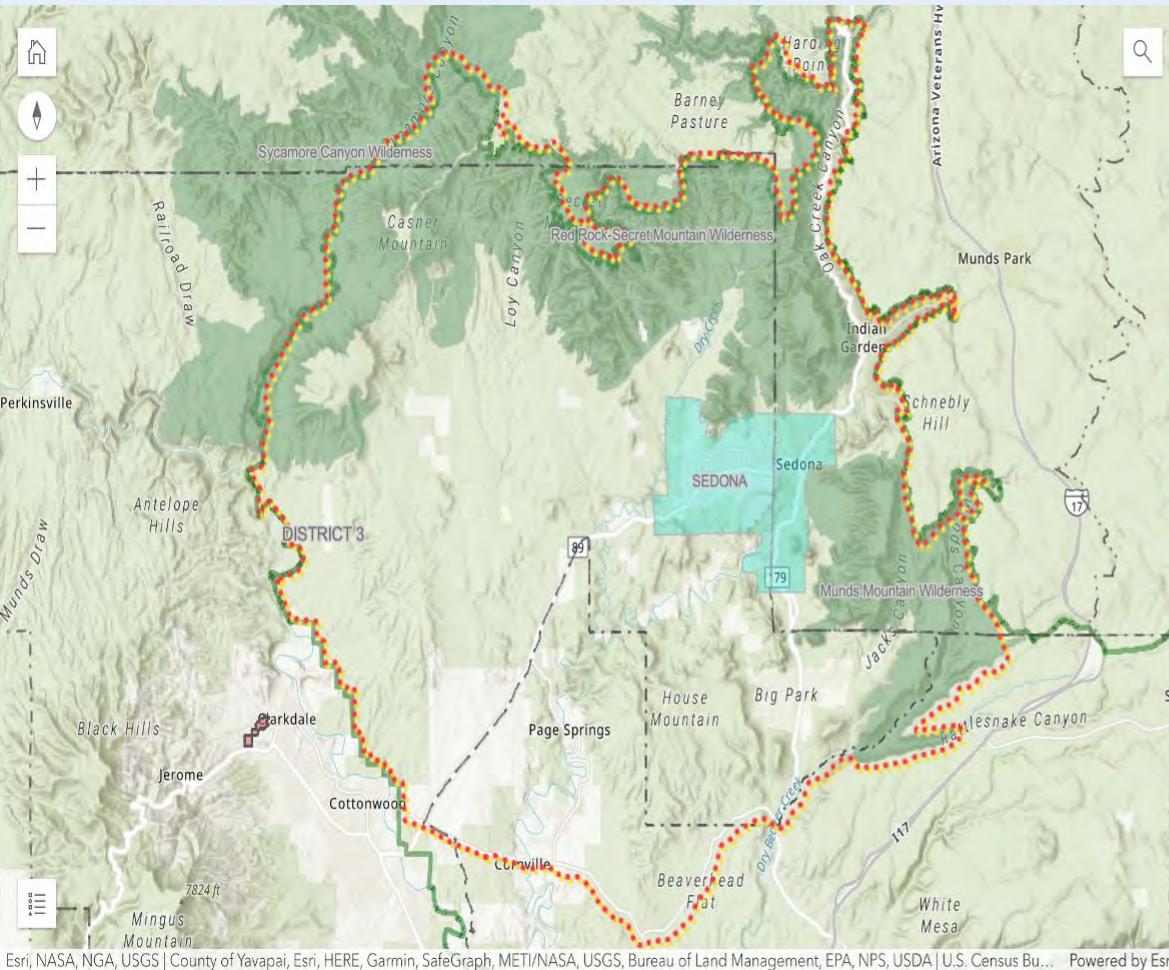 Harding
Point
Barney
Pasture
Arizona Veterans Hw
Sycamore Canyon Wilderness
Casner
Mountain
Red Rock-Secret Mountain Wilderness
Oak Creek Canyon
Railroad Draw
Loy Canyon
Munds Park
Dry Creek
Indian
Garden
Perkinsville
Schnebly
Hill
Sedona
SEDONA
Antelope
Hills
17
DISTRICT 3
89
Munds Draw
179
Munds Mountain Wilderness
Jacks Canyon
House
Mountain
Big Park
Black Hills
Clarkdale
Page Springs
Rattlesnake Canyon
Jerome
Cottonwood
I17
Cornville
Dry Beaver Creek
Beaverhead
Flat
7824 ft
White
Mesa
Mingus
Mountain
Esri, NASA, NGA, USGS | County of Yavapai, Esri, HERE, Garmin, SafeGraph, METI/NASA, USGS, Bureau of Land Management, EPA, NPS, USDA | U.S. Census Bu... Powered by Esr